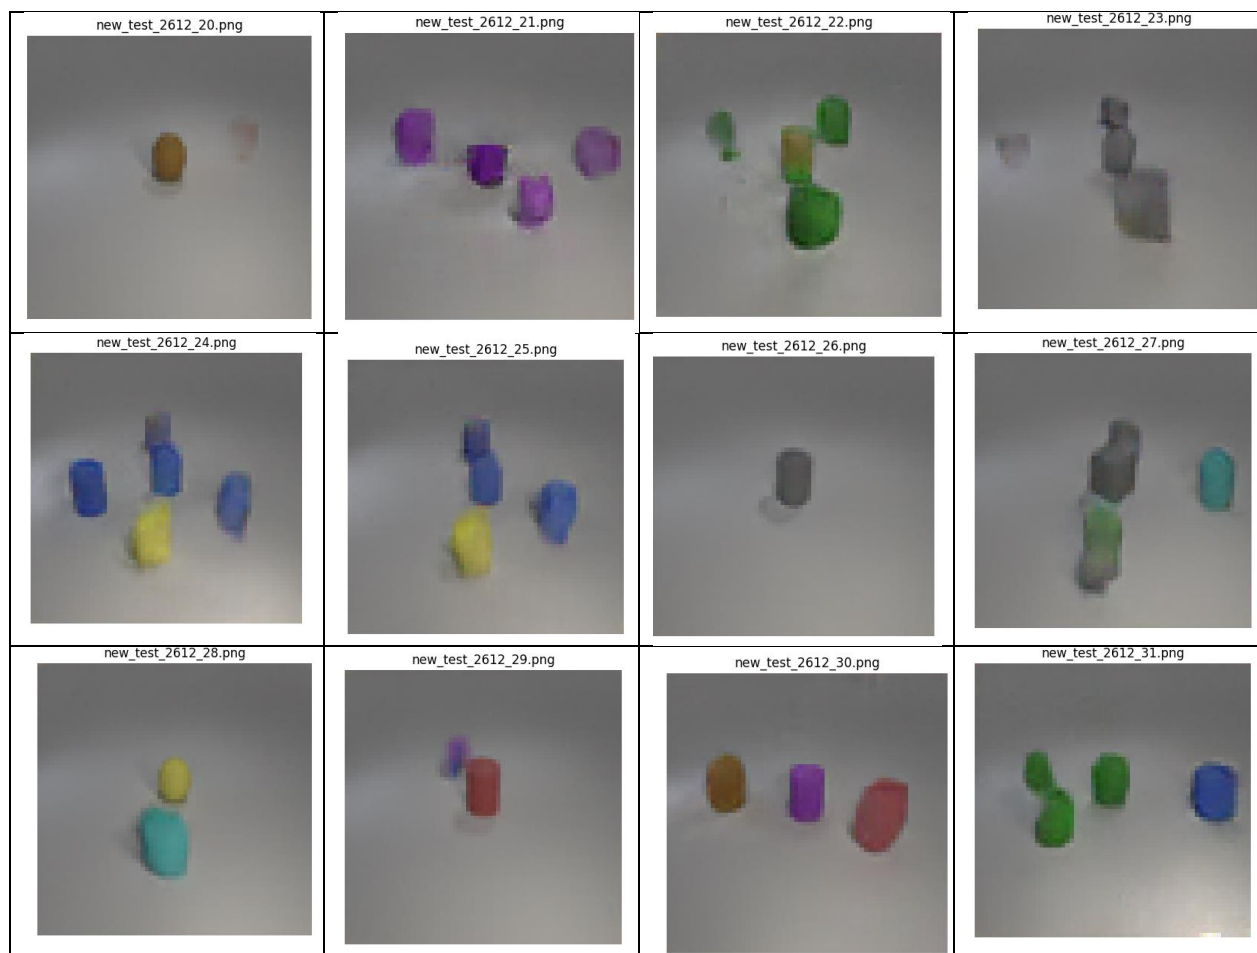 new_test_2612_20.png
new_test_2612_21.png
new_test_2612_22.png
new_test_2612_23.png
new_test_2612_24.png
new_test_2612_25.png
new_test_2612_26.png
new_test_2612_27.png
new_test_2612_28.png
new_test_2612_29.png
new_test_2612_30.png
new_test_2612_31.png